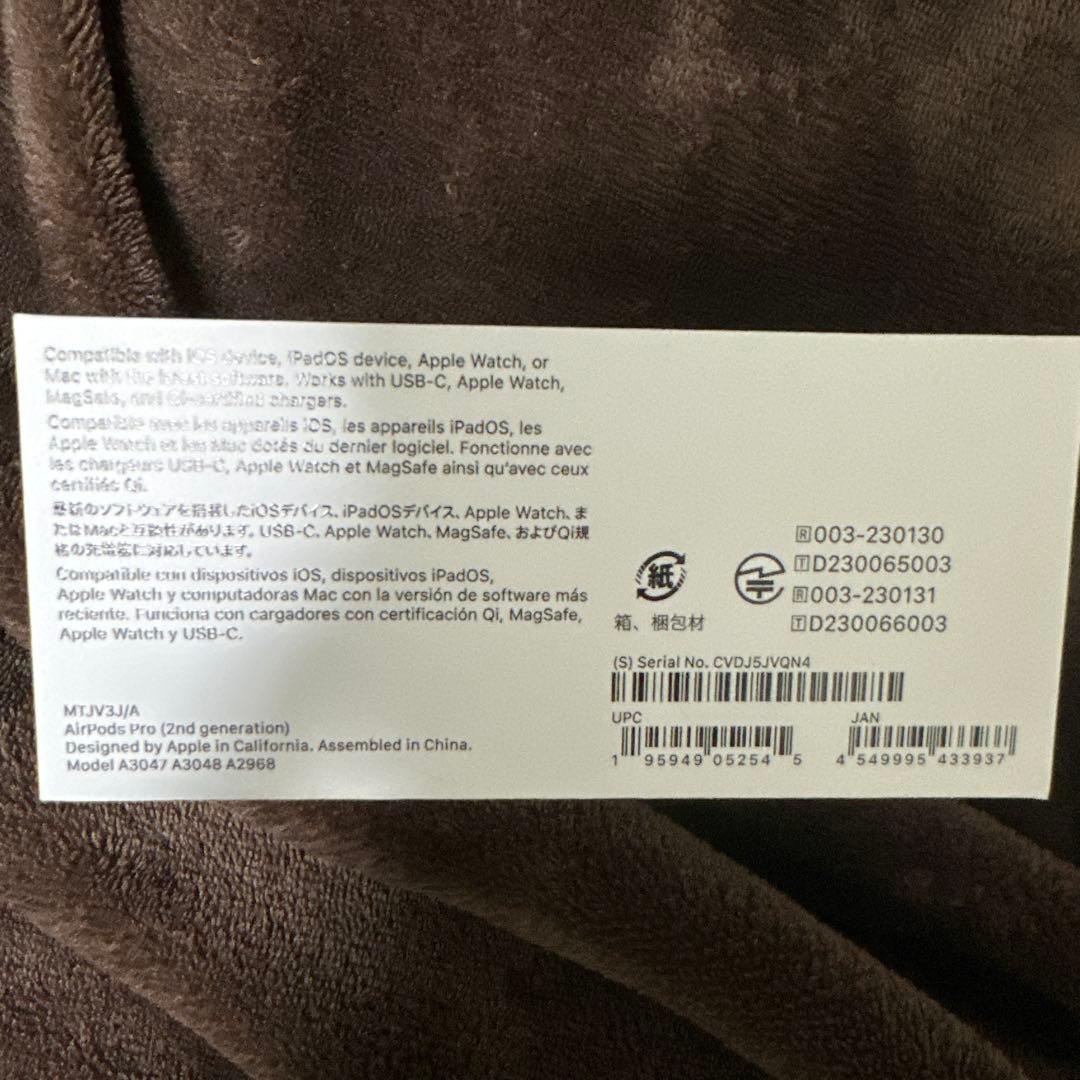 Compatible with iOS device, iPadOS device, Apple Watch, or
Mac with the latest software. Works with USB-C, Apple Watch,
MagSafe, and Qi-certified chargers.
Compatible avec les appareils iOS, les appareils iPadOS, les
Apple Watch et les Mac dotés du dernier logiciel. Fonctionne avec
les chargeurs USB-C, Apple Watch et MagSafe ainsi qu'avec ceux
certifiés Qi.
最新のソフトウェアを搭載したiOSデバイス、iPadOSデバイス、Apple Watch、ま
たはMacと互換性があります。USB-C、Apple Watch、MagSafe、およびQi規
格の充電器に対応しています。
Compatible con dispositivos iOS, dispositivos iPadOS,
Apple Watch y computadoras Mac con la versión de software más
reciente. Funciona con cargadores con certificación Qi, MagSafe,
Apple Watch y USB-C.
MTJV3J/A
AirPods Pro (2nd generation)
Designed by Apple in California. Assembled in China.
Model A3047 A3048 A2968
紙
箱、梱包材
R 003-230130
T D230065003
R 003-230131
T D230066003
(S) Serial No. CVDJ5JVQN4
UPC
1 95949 05254 5
JAN
4 549995 433937